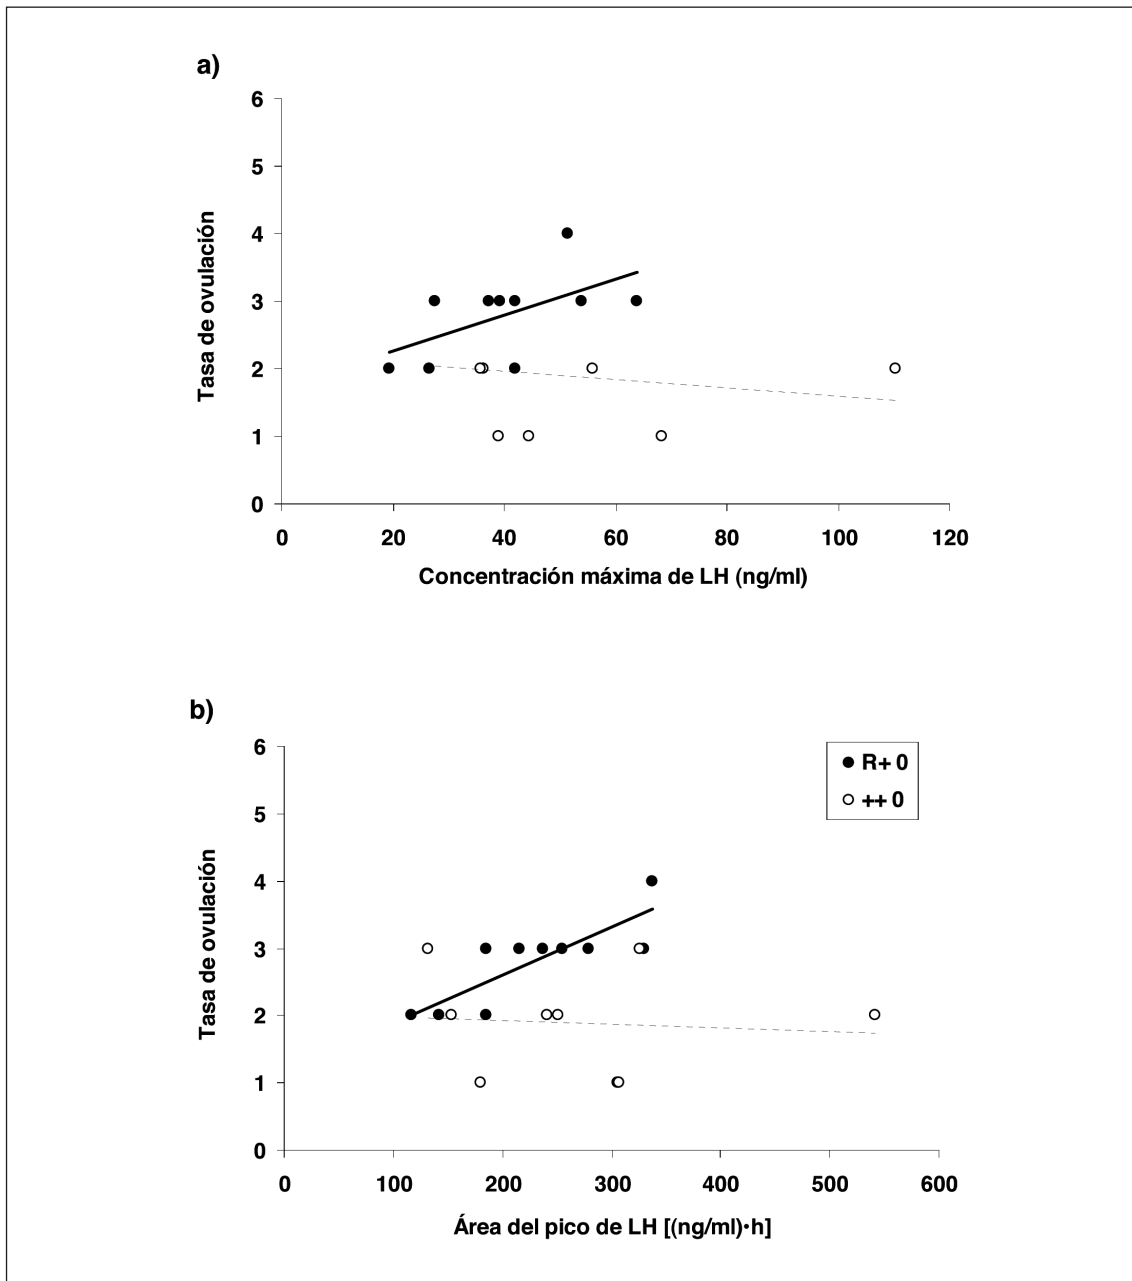 a)
6
5
4
3
2
1
0
Tasa de ovulación
0 20 40 60 80 100 120
Concentración máxima de LH (ng/ml)
b)
6
5
4
3
2
1
0
Tasa de ovulación
R+ 0
++ 0
0 100 200 300 400 500 600
Área del pico de LH [(ng/ml)•h]